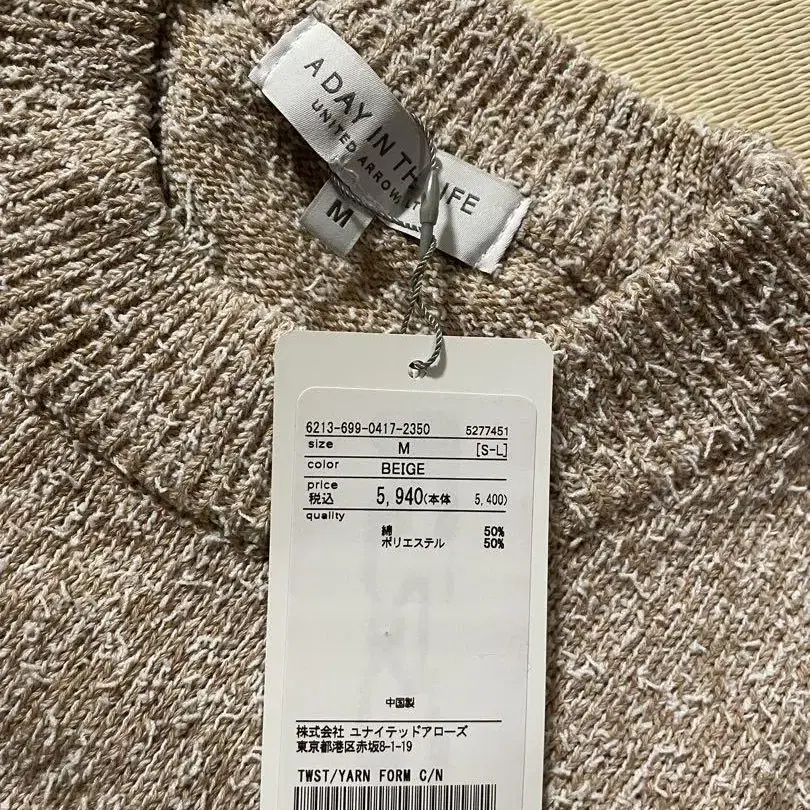 A DAY IN THE LIFE
UNITED ARROWS LTD
M
6213-699-0417-2350 5277451
size M [S-L]
color BEIGE
price
税込 5,940(本体 5,400)
quality
綿 50%
ポリエステル 50%
中国製
株式会社 ユナイテッドアローズ
東京都港区赤坂8-1-19
TWST/YARN FORM C/N